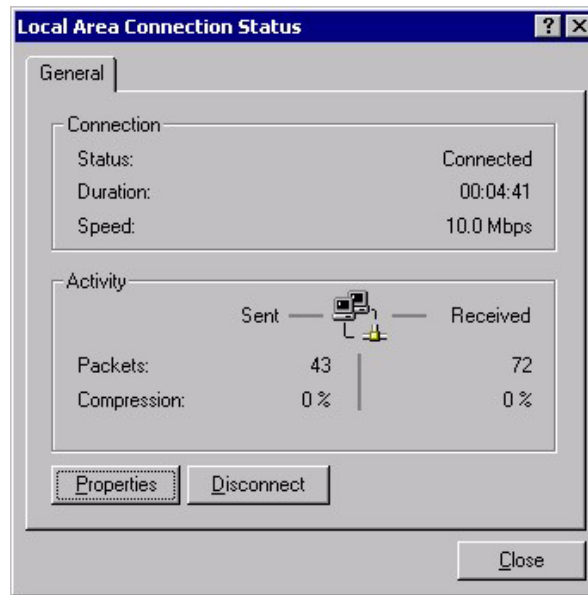 Local Area Connection Status
General
Connection
Status: Connected
Duration: 00:04:41
Speed: 10.0 Mbps
Activity
Sent Received
Packets: 43 72
Compression: 0 % 0 %
Properties Disconnect
Close